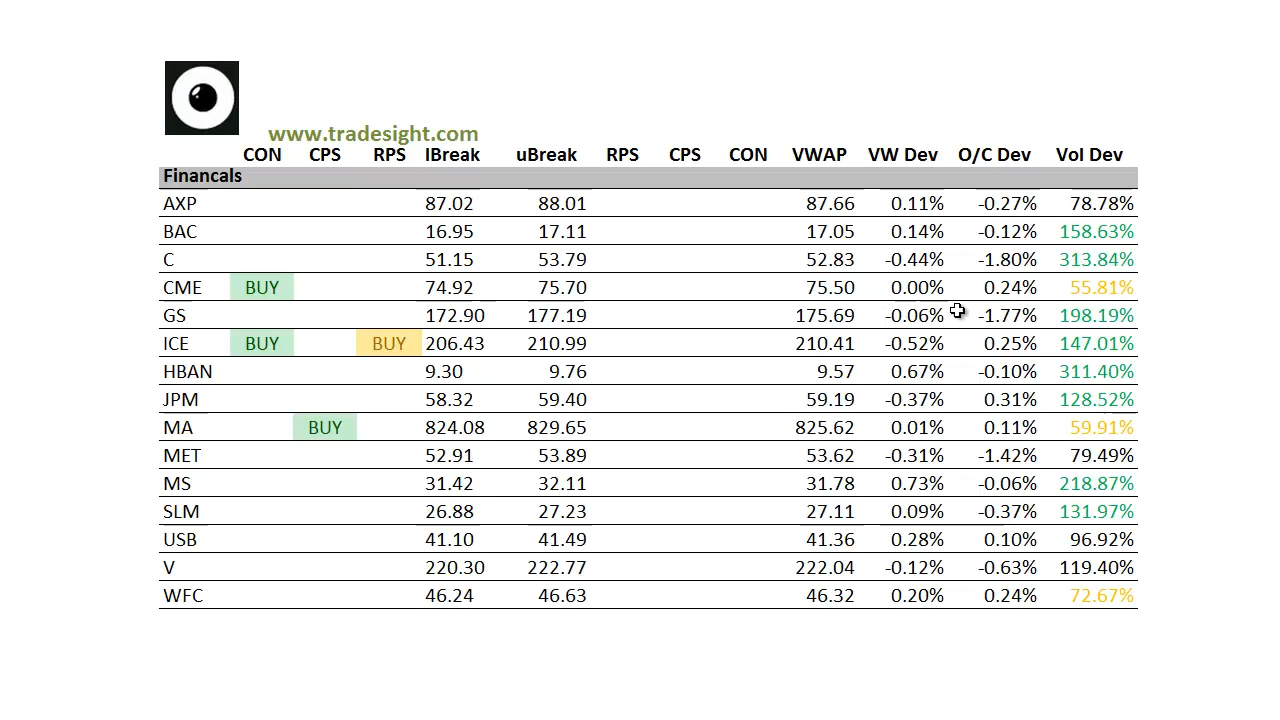 www.tradesight.com
CON CPS RPS lBreak uBreak RPS CPS CON VWAP VW Dev O/C Dev Vol Dev
Financals
AXP 87.02 88.01 87.66 0.11% -0.27% 78.78%
BAC 16.95 17.11 17.05 0.14% -0.12% 158.63%
C 51.15 53.79 52.83 -0.44% -1.80% 313.84%
CME BUY 74.92 75.70 75.50 0.00% 0.24% 55.81%
GS 172.90 177.19 175.69 -0.06% -1.77% 198.19%
ICE BUY BUY 206.43 210.99 210.41 -0.52% 0.25% 147.01%
HBAN 9.30 9.76 9.57 0.67% -0.10% 311.40%
JPM 58.32 59.40 59.19 -0.37% 0.31% 128.52%
MA BUY 824.08 829.65 825.62 0.01% 0.11% 59.91%
MET 52.91 53.89 53.62 -0.31% -1.42% 79.49%
MS 31.42 32.11 31.78 0.73% -0.06% 218.87%
SLM 26.88 27.23 27.11 0.09% -0.37% 131.97%
USB 41.10 41.49 41.36 0.28% 0.10% 96.92%
V 220.30 222.77 222.04 -0.12% -0.63% 119.40%
WFC 46.24 46.63 46.32 0.20% 0.24% 72.67%